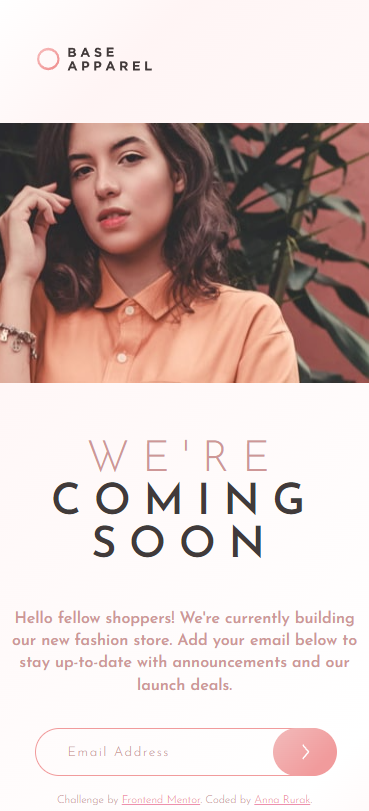 BASE
APPAREL
WE'RE
COMING
SOON
Hello fellow shoppers! We're currently building
our new fashion store. Add your email below to
stay up-to-date with announcements and our
launch deals.
Email Address
Challenge by Frontend Mentor. Coded by Anna Rurak.